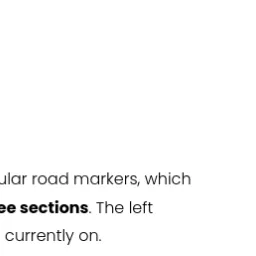 ular road markers, which
ee sections. The left
currently on.